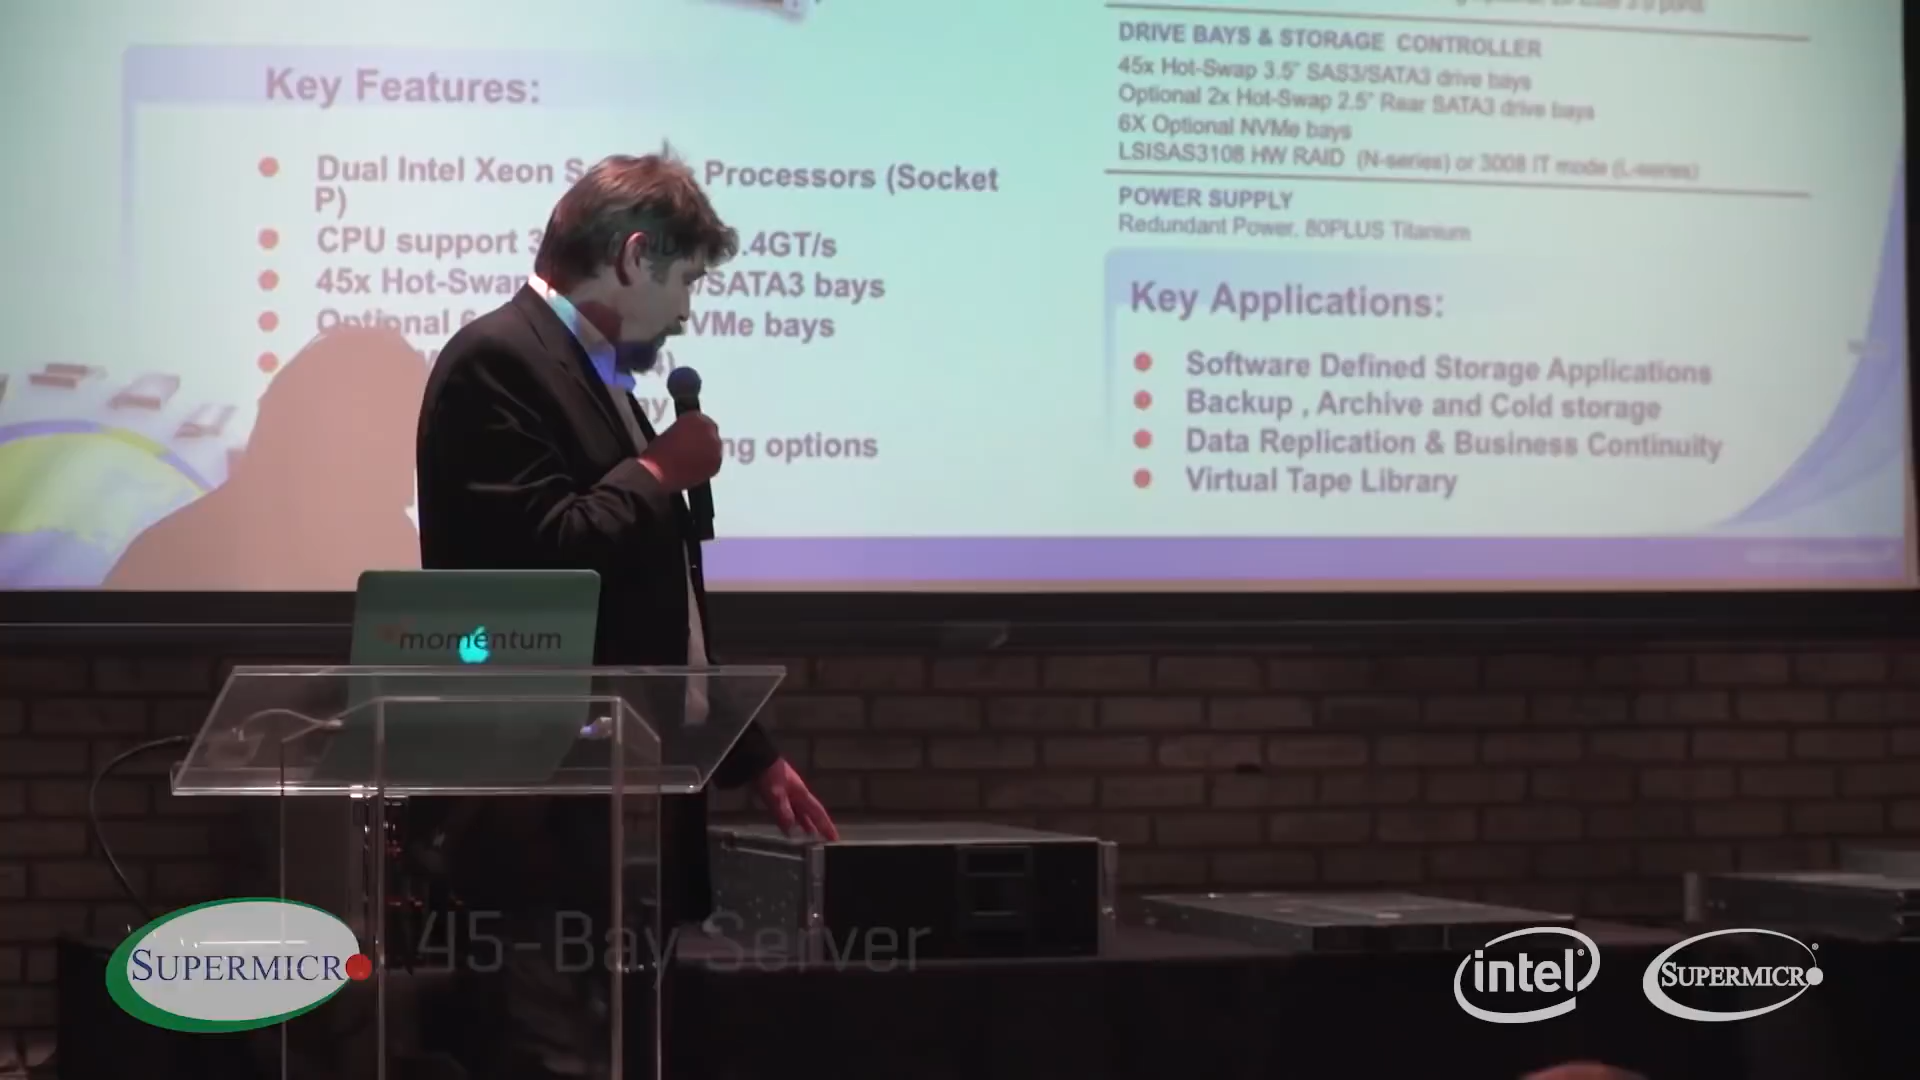 DRIVE BAYS & STORAGE CONTROLLER
45x Hot-Swap 3.5" SAS3/SATA3 drive bays
Optional 2x Hot-Swap 2.5" Rear SATA3 drive bays
6X Optional NVMe bays
LSISAS3108 HW RAID (N-series) or 3008 IT mode (L-series)
POWER SUPPLY
Redundant Power, 80PLUS Titanium
Key Features:
Dual Intel Xeon Processors (Socket
P)
CPU support .4GT/s
45x Hot-Swap /SATA3 bays
Optional 6 NVMe bays
options
Key Applications:
Software Defined Storage Applications
Backup , Archive and Cold storage
Data Replication & Business Continuity
Virtual Tape Library
momentum
SUPERMICRO
45-Bay Server
intel
SUPERMICRO